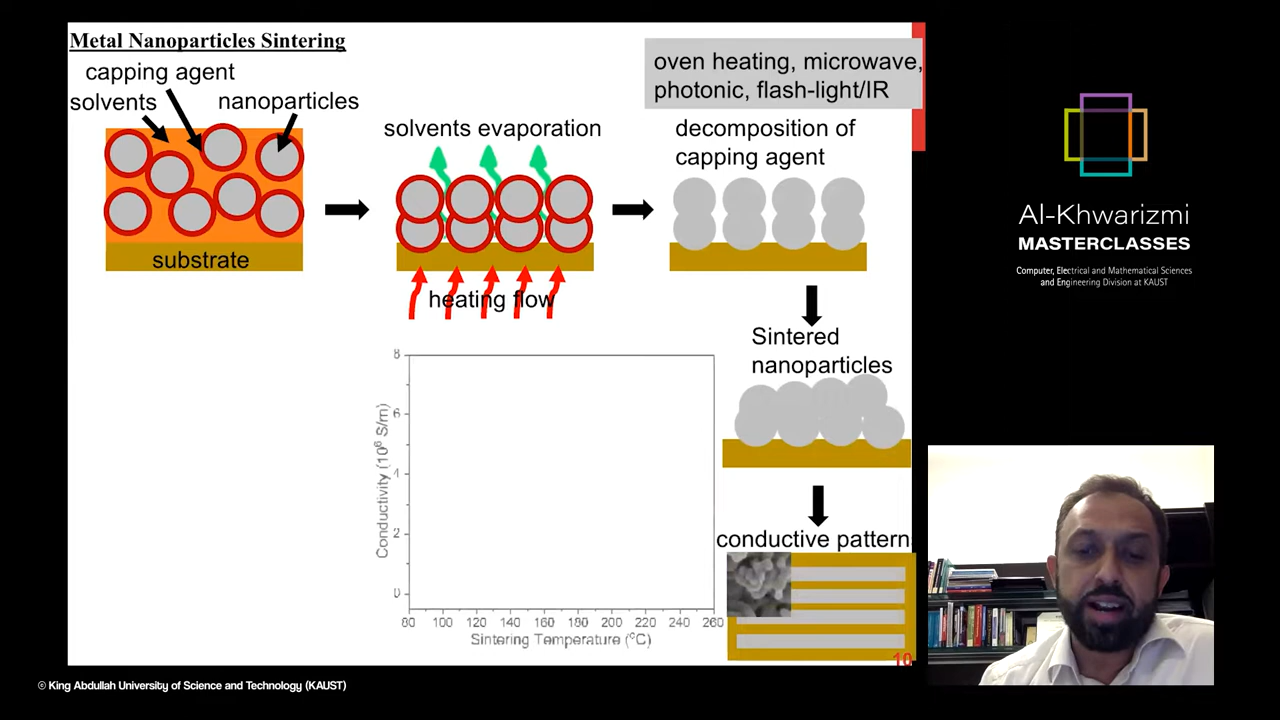 Metal Nanoparticles Sintering
capping agent
solvents
nanoparticles
substrate
solvents evaporation
heating flow
oven heating, microwave,
photonic, flash-light/IR
decomposition of
capping agent
Sintered
nanoparticles
conductive pattern
8
6
4
2
0
Conductivity (10⁶ S/m)
80 100 120 140 160 180 200 220 240 260
Sintering Temperature (°C)
10
Al-Khwarizmi
MASTERCLASSES
Computer, Electrical and Mathematical Sciences
and Engineering Division at KAUST
© King Abdullah University of Science and Technology (KAUST)